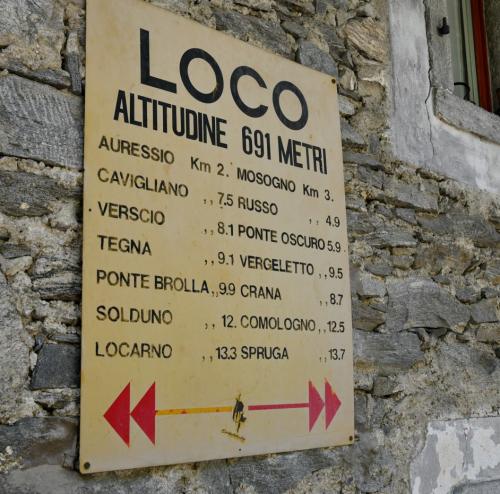 LOCO
ALTITUDINE 691 METRI
AURESSIO Km 2. MOSOGNO Km 3.
CAVIGLIANO ,, 7.5 RUSSO ,, 4.9
VERSCIO ,, 8.1 PONTE OSCURO 5.9
TEGNA ,, 9.1 VERGELETTO ,, 9.5
PONTE BROLLA ,, 9.9 CRANA ,, 8.7
SOLDUNO ,, 12. COMOLOGNO ,, 12.5
LOCARNO ,, 13.3 SPRUGA ,, 13.7